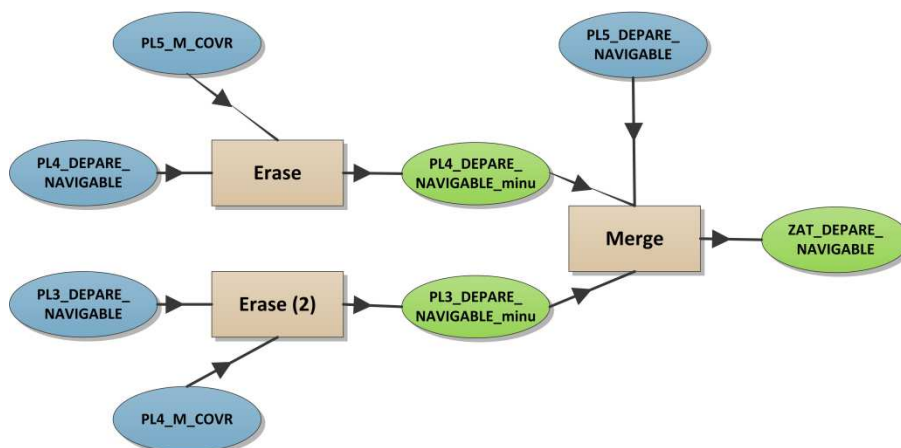 PL5_M_COVR
PL5_DEPARE_
NAVIGABLE
PL4_DEPARE_
NAVIGABLE
Erase
PL4_DEPARE_
NAVIGABLE_minu
Merge
ZAT_DEPARE_
NAVIGABLE
PL3_DEPARE_
NAVIGABLE
Erase (2)
PL3_DEPARE_
NAVIGABLE_minu
PL4_M_COVR